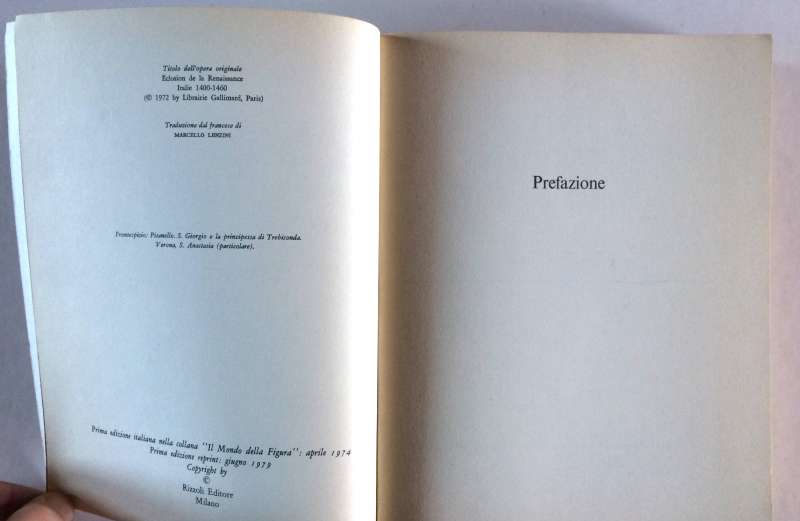 Titolo dell'opera originale
Eclosion de la Renaissance
Italie 1400-1460
(© 1972 by Librairie Gallimard, Paris)
Traduzione dal francese di
MARCELLO LENZINI
Frontespizio: Pisanello. S. Giorgio e la principessa di Trebisonda.
Verona, S. Anastasia (particolare).
Prima edizione italiana nella collana "Il Mondo della Figura": aprile 1974
Prima edizione reprint: giugno 1979
Copyright by
©
Rizzoli Editore
Milano
Prefazione